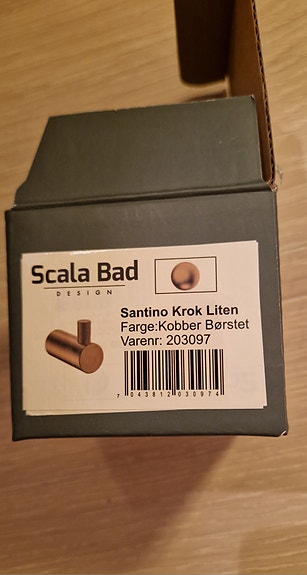 Scala Bad
DESIGN
Santino Krok Liten
Farge:Kobber Børstet
Varenr: 203097
7 043812 030974